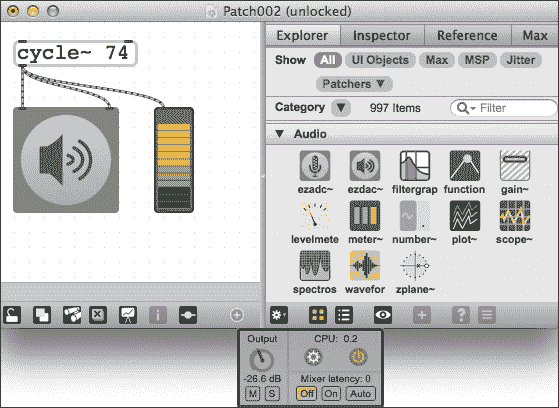 Patch002 (unlocked)
cycle~ 74
Explorer Inspector Reference Max
Show All UI Objects Max MSP Jitter
Patchers ▼
Category ▼ 997 Items Filter
▼ Audio
ezadc~ ezdac~ filtergrap function gain~
levelmete meter~ number~ plot~ scope~
spectros wavefor zplane~
Output CPU: 0.2
-26.6 dB Mixer latency: 0
M S Off On Auto